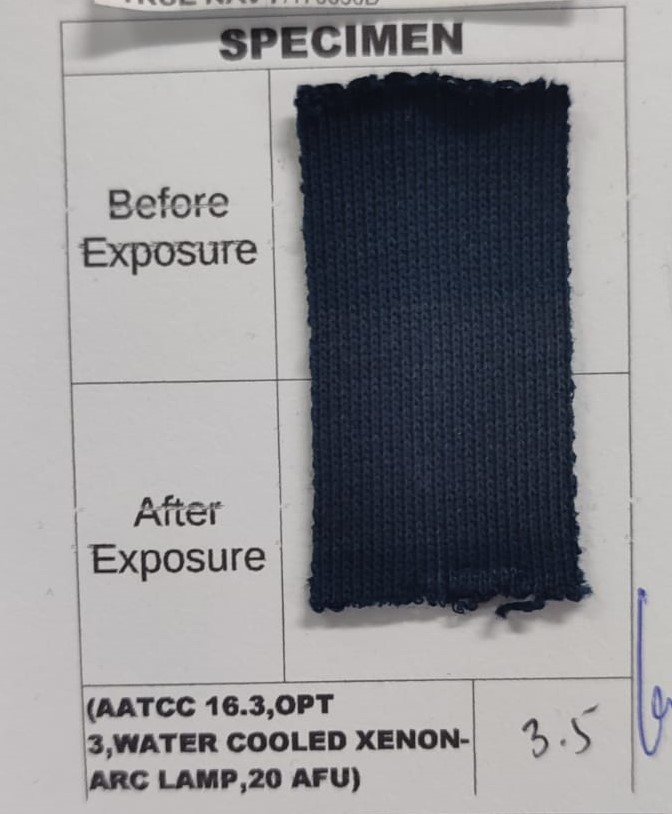 SPECIMEN
Before
Exposure
After
Exposure
(AATCC 16.3,OPT
3,WATER COOLED XENON-
ARC LAMP,20 AFU)
3.5